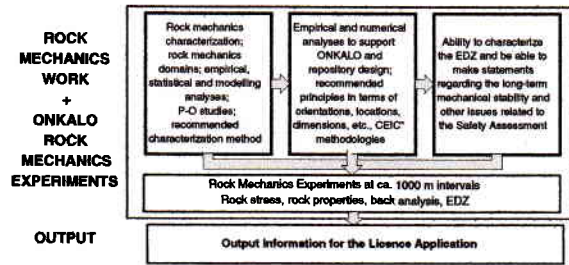 ROCK
MECHANICS
WORK
+
ONKALO
ROCK
MECHANICS
EXPERIMENTS
Rock mechanics
characterization;
rock mechanics
domains; empirical,
statistical and modelling
analyses;
P-O studies;
recommended
characterization method
Empirical and numerical
analyses to support
ONKALO and
repository design;
recommended
principles in terms of
orientations, locations,
dimensions, etc., CEIC*
methodologies
Ability to characterize
the EDZ and be able to
make statements
regarding the long-term
mechanical stability and
other issues related to
the Safety Assessment
Rock Mechanics Experiments at ca. 1000 m intervals
Rock stress, rock properties, back analysis, EDZ
OUTPUT
Output Information for the Licence Application